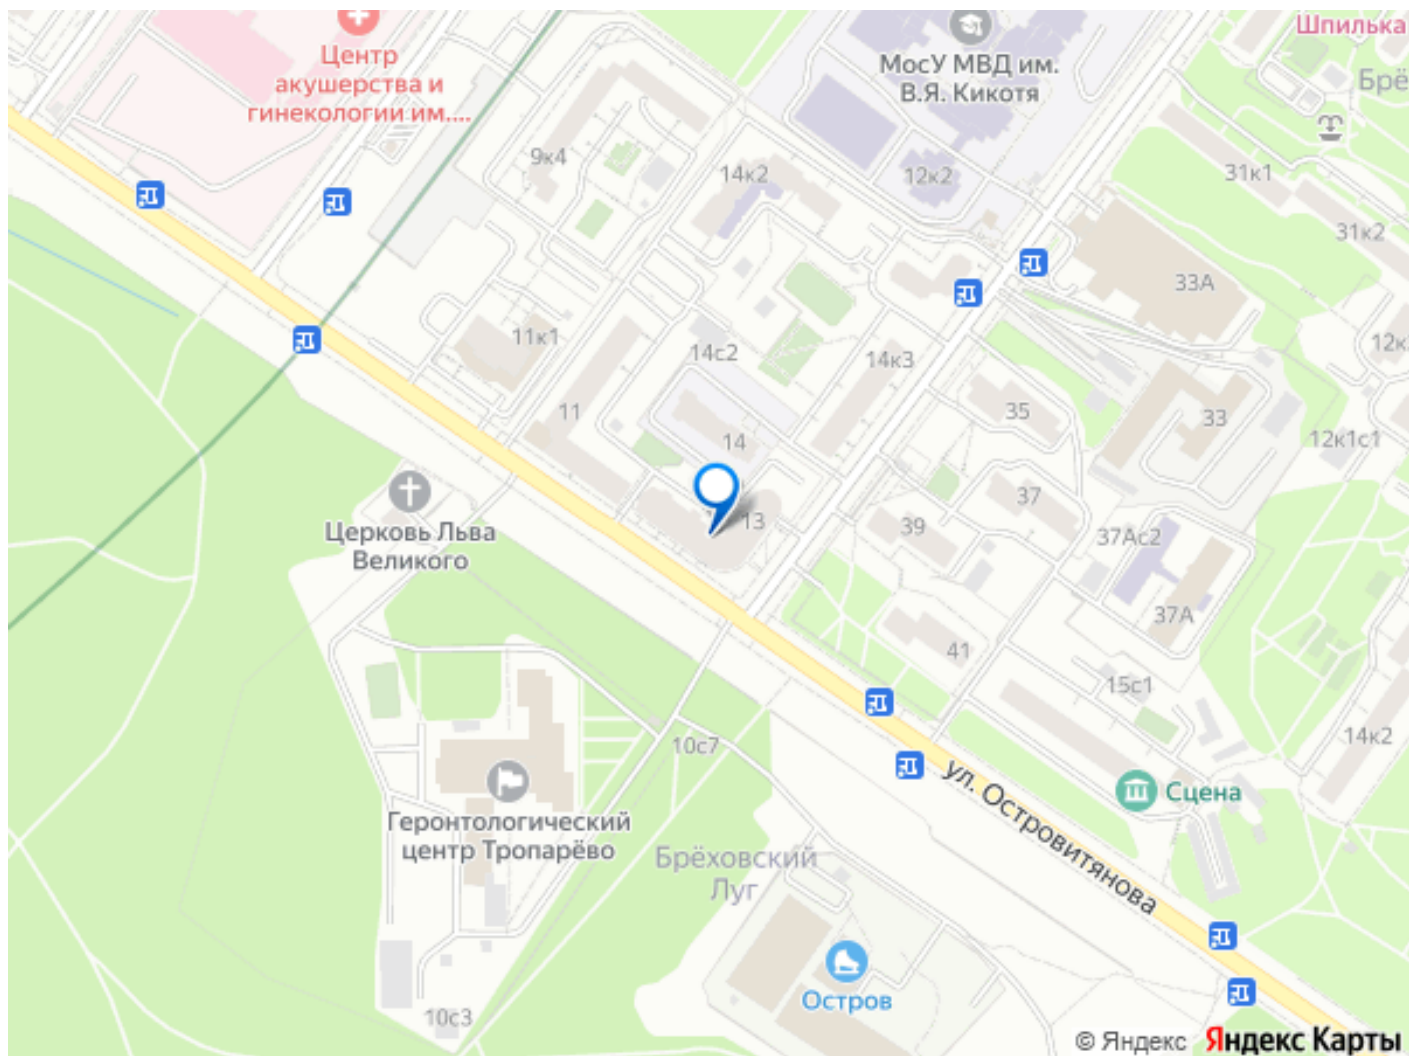 Шпилька
Центр
акушерства и
гинекологии им....
МосУ МВД им.
В.Я. Кикотя
Брё
9к4
14к2
12к2
31к1
31к2
33А
11к1
14с2
14к3
12к
11
14
35
33
12к1с1
13
37
39
37Ас2
Церковь Льва
Великого
37А
41
15с1
10с7
14к2
ул. Островитянова
Сцена
Геронтологический
центр Тропарёво
Брёховский
Луг
Остров
10с3
© Яндекс Яндекс Карты